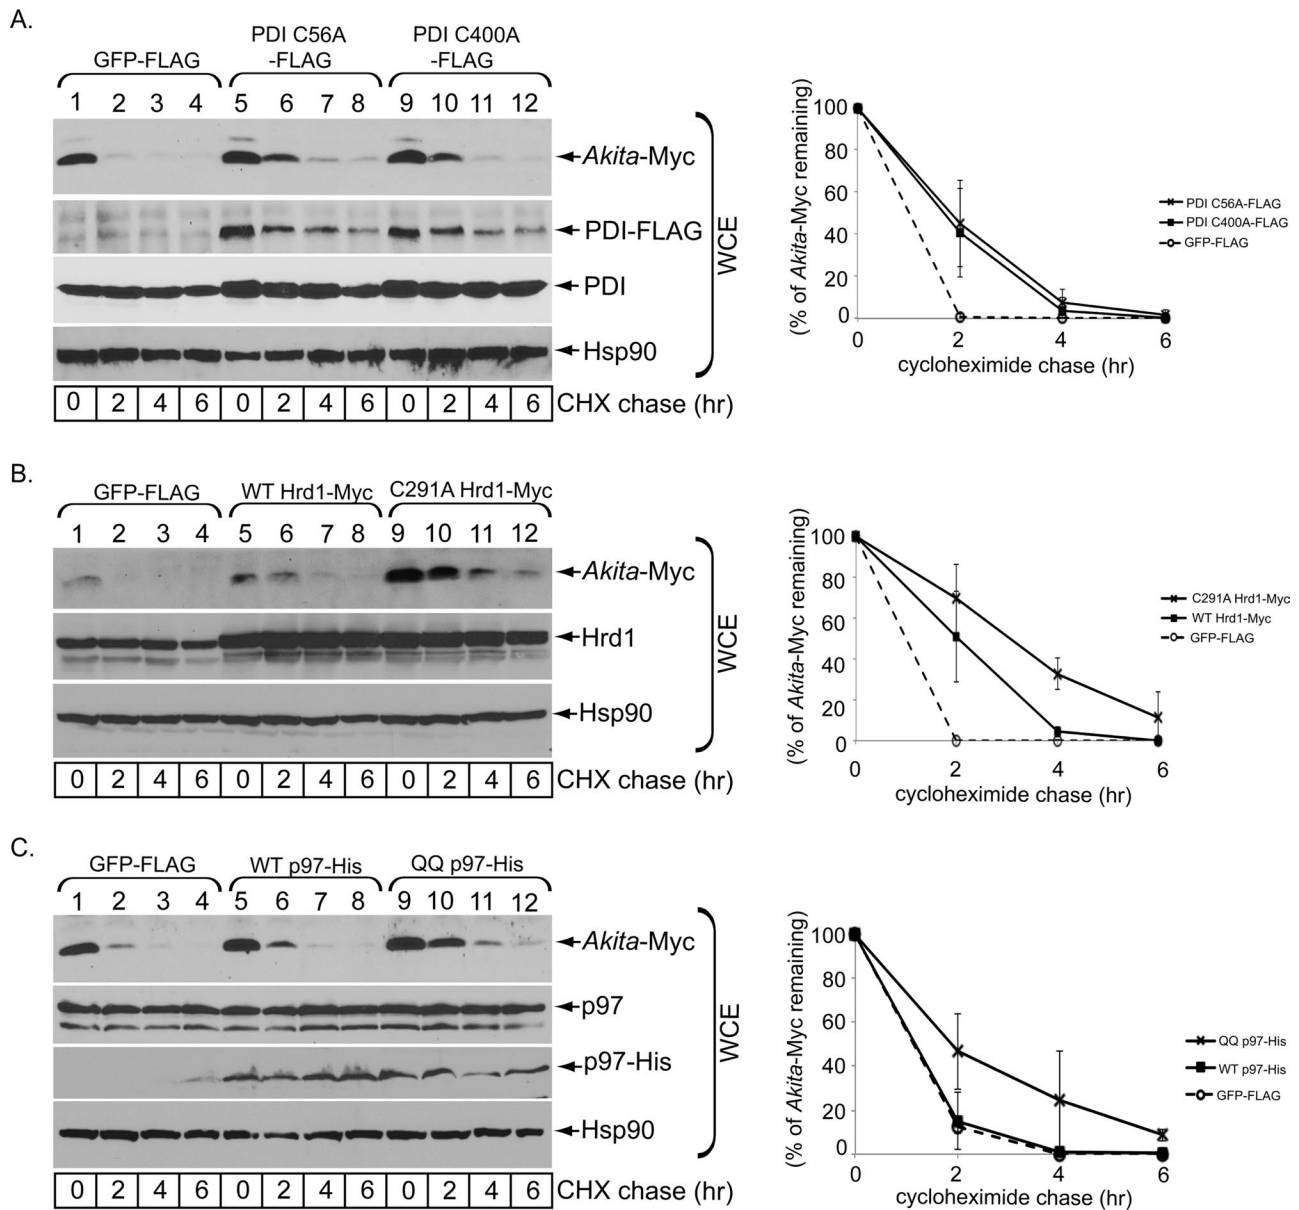 A.
GFP-FLAG
PDI C56A
-FLAG
PDI C400A
-FLAG
1 2 3 4 5 6 7 8 9 10 11 12
Akita-Myc
PDI-FLAG
PDI
Hsp90
WCE
0 2 4 6 0 2 4 6 0 2 4 6 CHX chase (hr)
(% of Akita-Myc remaining)
100
80
60
40
20
0
0 2 4 6
cycloheximide chase (hr)
PDI C56A-FLAG
PDI C400A-FLAG
GFP-FLAG
B.
GFP-FLAG WT Hrd1-Myc C291A Hrd1-Myc
1 2 3 4 5 6 7 8 9 10 11 12
Akita-Myc
Hrd1
Hsp90
WCE
0 2 4 6 0 2 4 6 0 2 4 6 CHX chase (hr)
(% of Akita-Myc remaining)
100
80
60
40
20
0
0 2 4 6
cycloheximide chase (hr)
C291A Hrd1-Myc
WT Hrd1-Myc
GFP-FLAG
C.
GFP-FLAG WT p97-His QQ p97-His
1 2 3 4 5 6 7 8 9 10 11 12
Akita-Myc
p97
p97-His
Hsp90
WCE
0 2 4 6 0 2 4 6 0 2 4 6 CHX chase (hr)
(% of Akita-Myc remaining)
100
80
60
40
20
0
0 2 4 6
cycloheximide chase (hr)
QQ p97-His
WT p97-His
GFP-FLAG